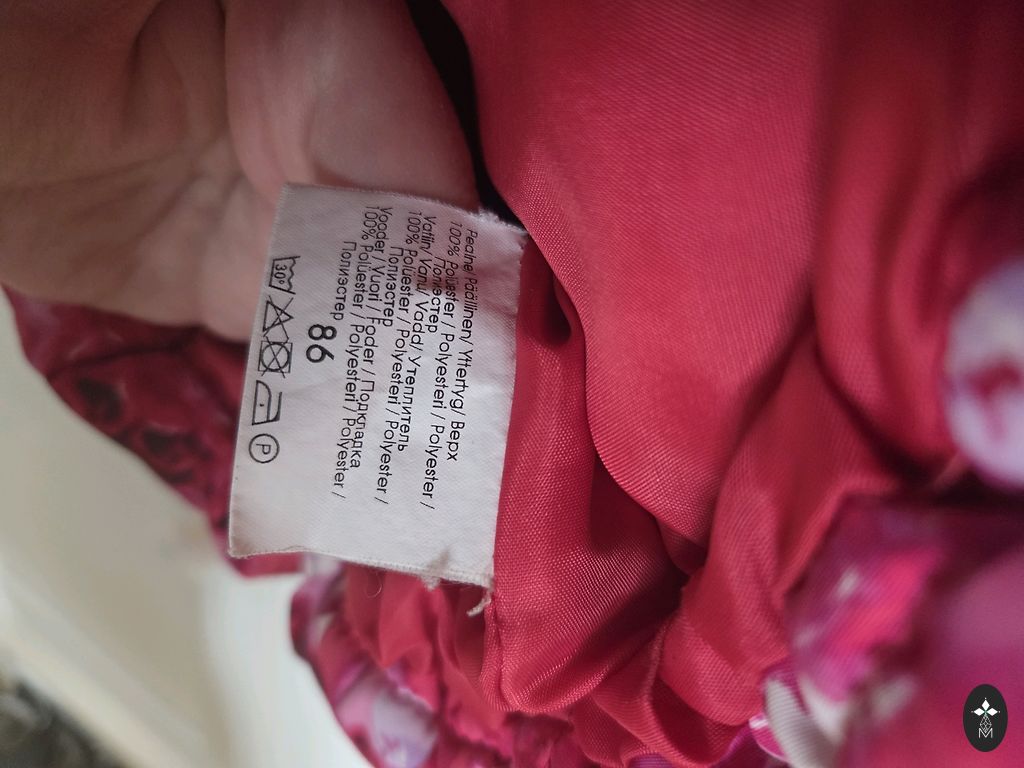 Pealne/ Päällinen/ Yttertyg/ Верх
100% Polüester / Polyesteri / Polyester /
Полиэстер
Vatiin/ Vanu/ Vadd/ Утеплитель
100% Polüester / Polyesteri / Polyester /
Полиэстер
Vooder / Vuori / Foder / Подкладка
100% Polüester / Polyesteri / Polyester /
Полиэстер
86
30°
P
M